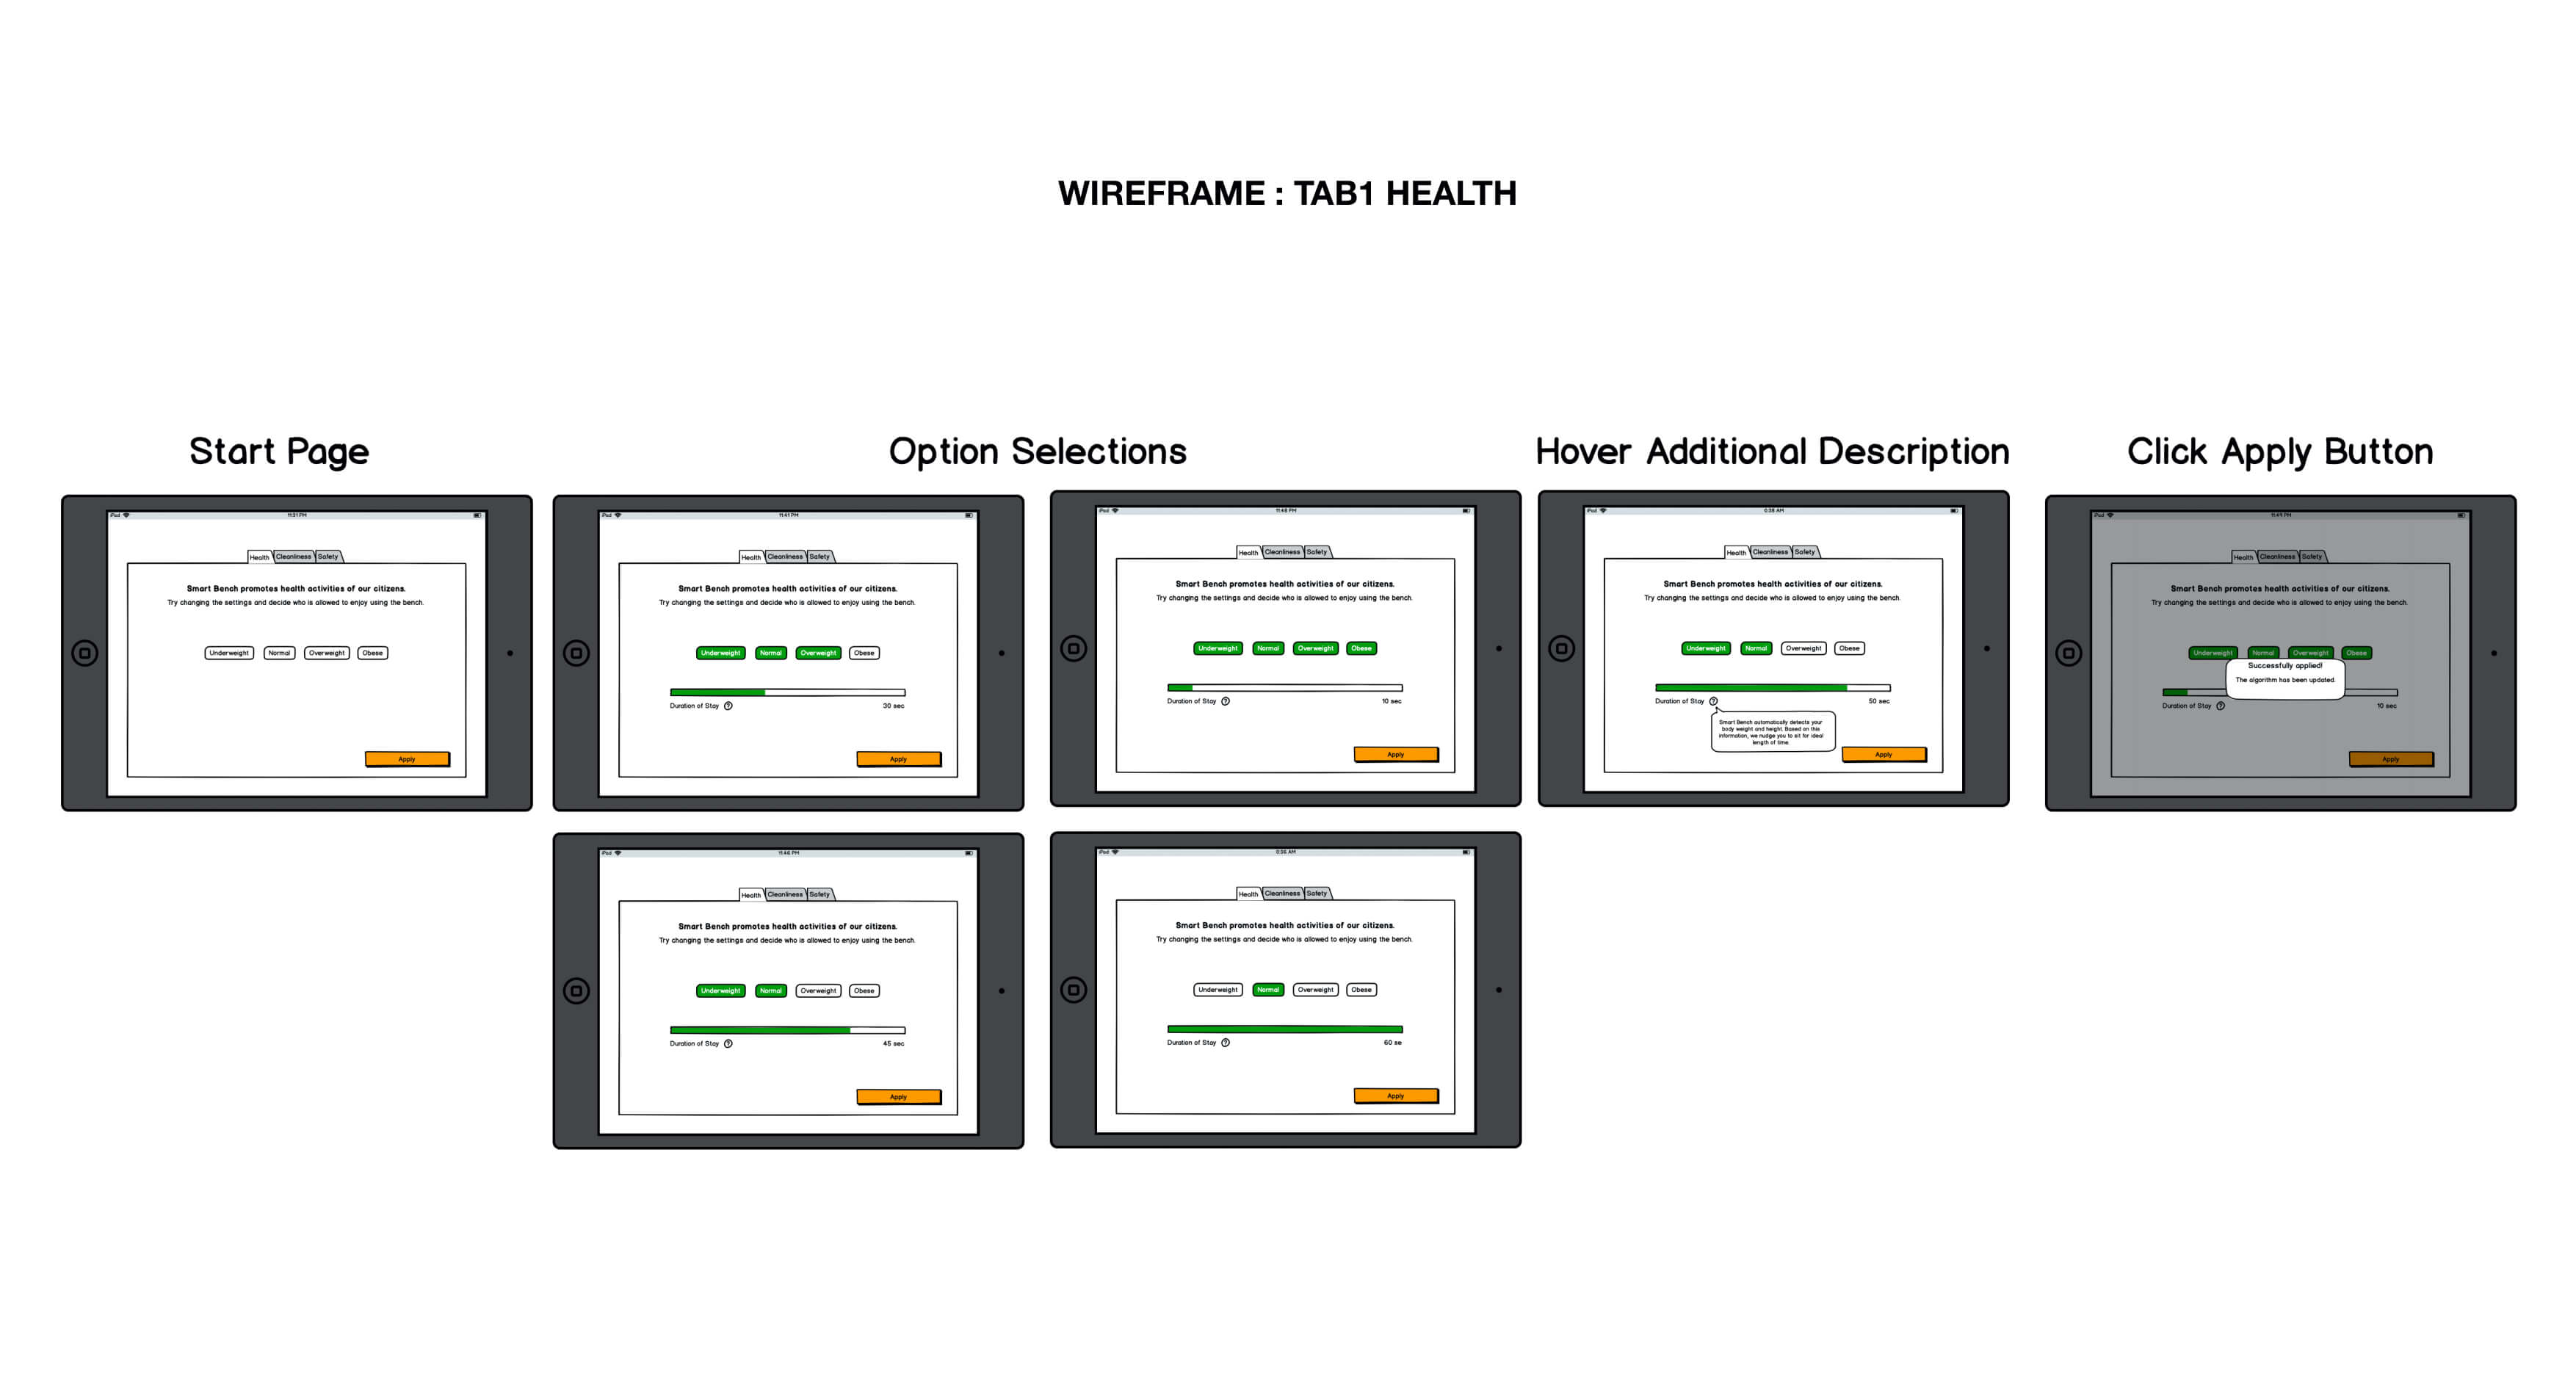 WIREFRAME : TAB1 HEALTH
Start Page
Option Selections
Hover Additional Description
Click Apply Button
iPad
11:31 PM
Health
Cleanliness
Safety
Smart Bench promotes health activities of our citizens.
Try changing the settings and decide who is allowed to enjoy using the bench.
Underweight
Normal
Overweight
Obese
Apply
iPad
11:41 PM
Health
Cleanliness
Safety
Smart Bench promotes health activities of our citizens.
Try changing the settings and decide who is allowed to enjoy using the bench.
Underweight
Normal
Overweight
Obese
Duration of Stay ?
30 sec
Apply
iPad
11:48 PM
Health
Cleanliness
Safety
Smart Bench promotes health activities of our citizens.
Try changing the settings and decide who is allowed to enjoy using the bench.
Underweight
Normal
Overweight
Obese
Duration of Stay ?
10 sec
Apply
iPad
0:38 AM
Health
Cleanliness
Safety
Smart Bench promotes health activities of our citizens.
Try changing the settings and decide who is allowed to enjoy using the bench.
Underweight
Normal
Overweight
Obese
Duration of Stay ?
50 sec
Smart Bench automatically detects your
body weight and height. Based on this
information, we nudge you to sit for ideal
length of time.
Apply
iPad
11:49 PM
Health
Cleanliness
Safety
Smart Bench promotes health activities of our citizens.
Try changing the settings and decide who is allowed to enjoy using the bench.
Underweight
Normal
Overweight
Obese
Successfully applied!
The algorithm has been updated.
Duration of Stay ?
10 sec
Apply
iPad
11:46 PM
Health
Cleanliness
Safety
Smart Bench promotes health activities of our citizens.
Try changing the settings and decide who is allowed to enjoy using the bench.
Underweight
Normal
Overweight
Obese
Duration of Stay ?
45 sec
Apply
iPad
0:36 AM
Health
Cleanliness
Safety
Smart Bench promotes health activities of our citizens.
Try changing the settings and decide who is allowed to enjoy using the bench.
Underweight
Normal
Overweight
Obese
Duration of Stay ?
60 se
Apply